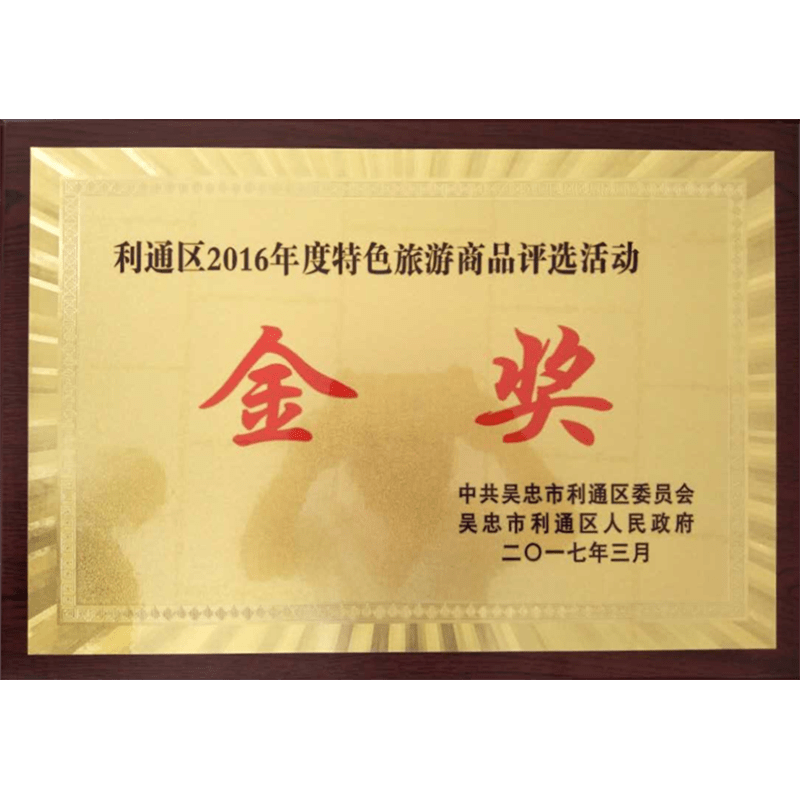 利通区2016年度特色旅游商品评选活动
金 奖
中共吴忠市利通区委员会
吴忠市利通区人民政府
二〇一七年三月